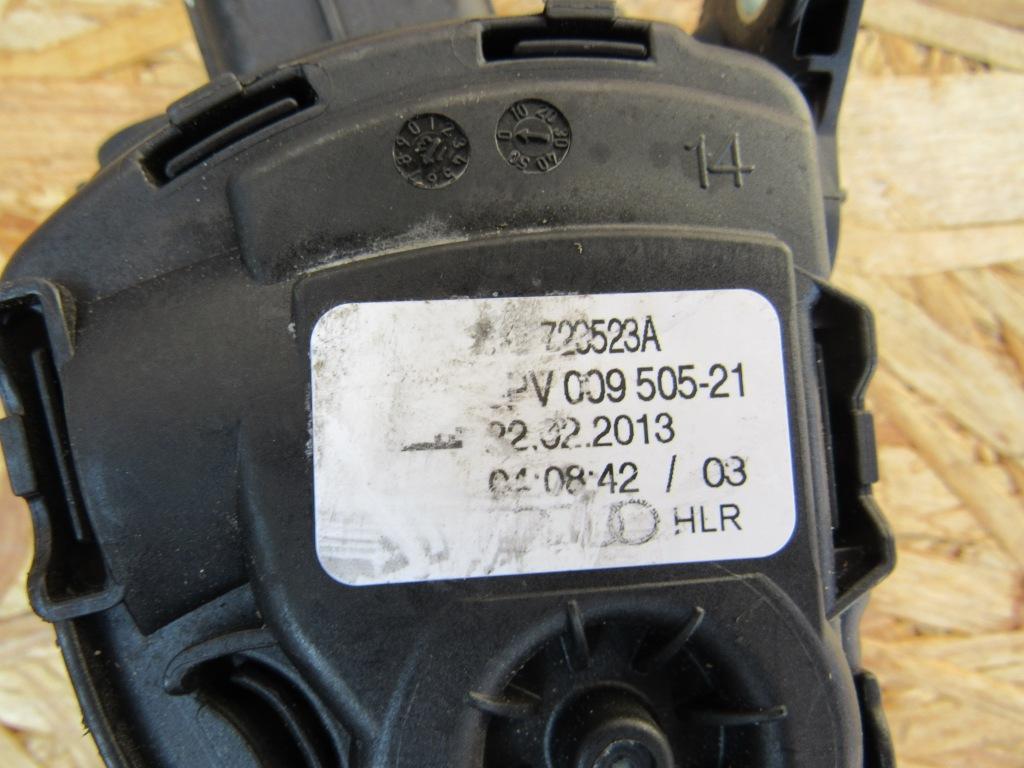 14
723523A
PV 009 505-21
22.02.2013
04:08:42 / 03
HLR